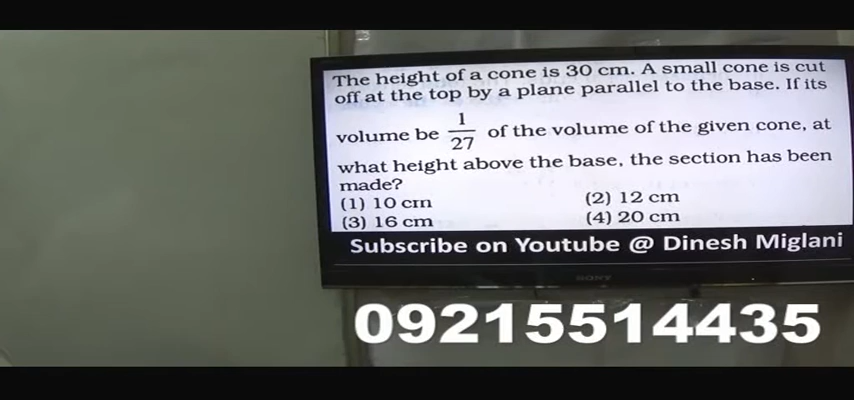 The height of a cone is 30 cm. A small cone is cut
off at the top by a plane parallel to the base. If its
volume be 1/27 of the volume of the given cone, at
what height above the base, the section has been
made?
(1) 10 cm (2) 12 cm
(3) 16 cm (4) 20 cm
Subscribe on Youtube @ Dinesh Miglani
SONY
09215514435